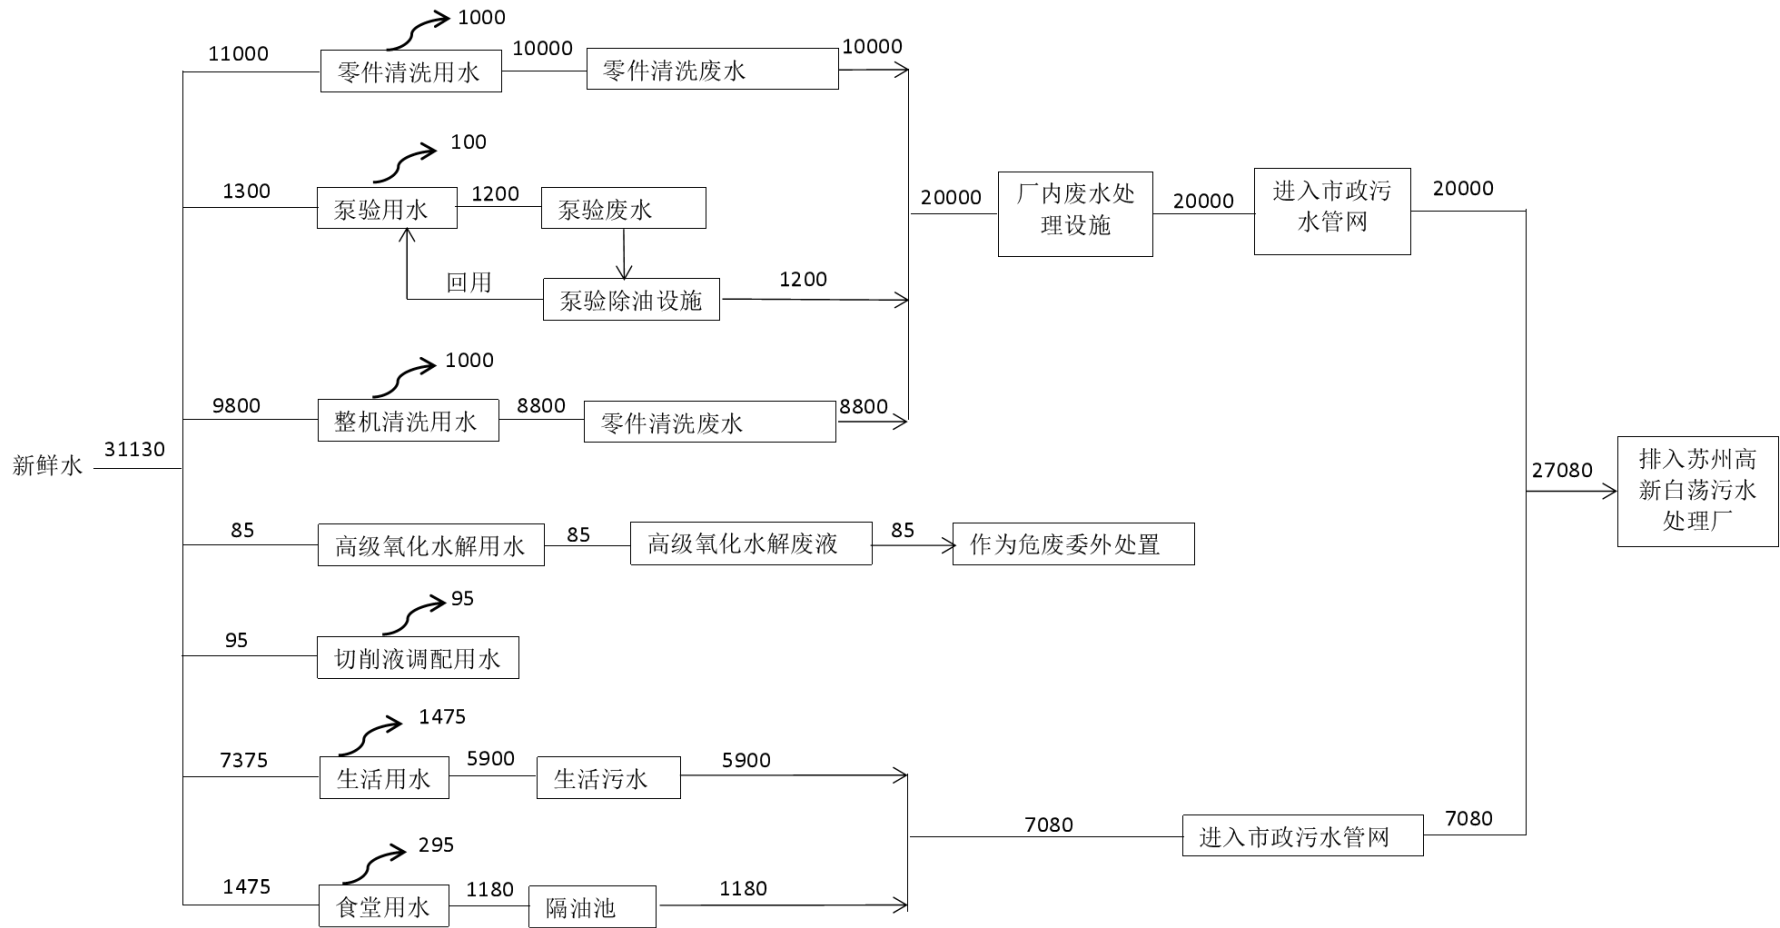 1000
11000
零件清洗用水
10000
零件清洗废水
10000
100
1300
泵验用水
1200
泵验废水
回用
泵验除油设施
1200
20000
厂内废水处
理设施
20000
进入市政污
水管网
20000
1000
9800
整机清洗用水
8800
零件清洗废水
8800
新鲜水
31130
27080
排入苏州高
新白荡污水
处理厂
85
高级氧化水解用水
85
高级氧化水解废液
85
作为危废委外处置
95
95
切削液调配用水
1475
7375
生活用水
5900
生活污水
5900
7080
进入市政污水管网
7080
295
1475
食堂用水
1180
隔油池
1180